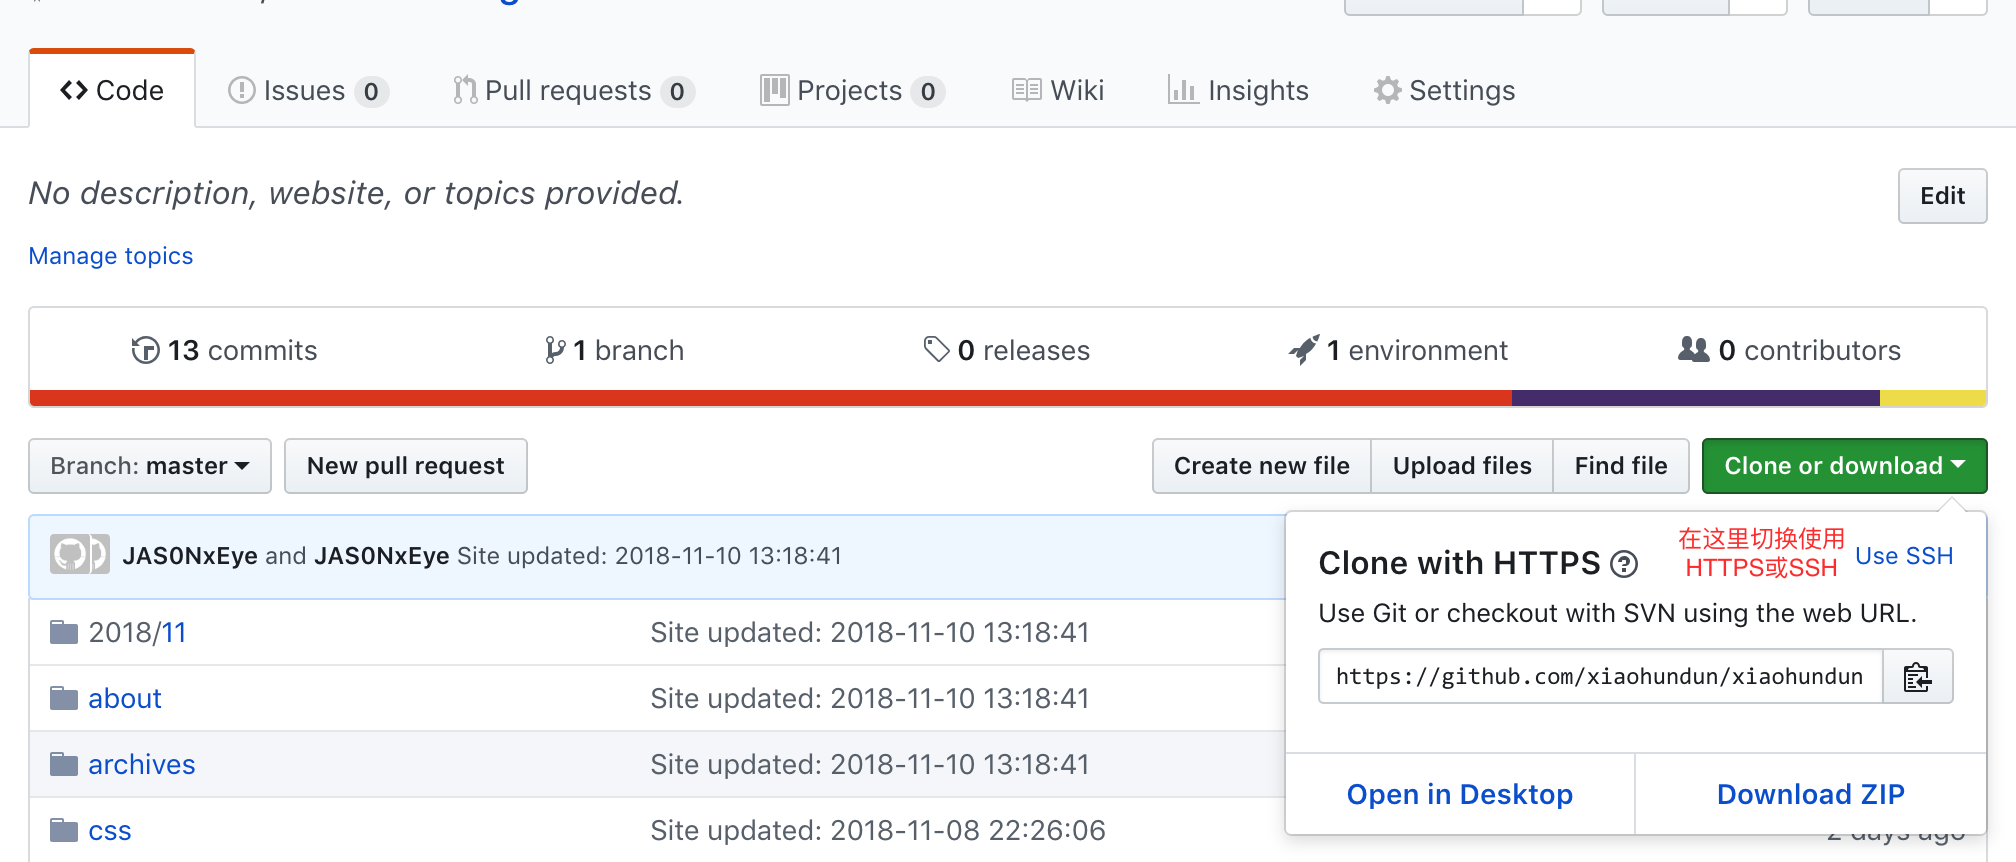 Code
Issues 0
Pull requests 0
Projects 0
Wiki
Insights
Settings
No description, website, or topics provided.
Edit
Manage topics
13 commits
1 branch
0 releases
1 environment
0 contributors
Branch: master
New pull request
Create new file
Upload files
Find file
Clone or download
JAS0NxEye and JAS0NxEye Site updated: 2018-11-10 13:18:41
2018/11
Site updated: 2018-11-10 13:18:41
about
Site updated: 2018-11-10 13:18:41
archives
Site updated: 2018-11-10 13:18:41
css
Site updated: 2018-11-08 22:26:06
Clone with HTTPS
在这里切换使用
HTTPS或SSH
Use SSH
Use Git or checkout with SVN using the web URL.
https://github.com/xiaohundun/xiaohundun
Open in Desktop
Download ZIP
2 days ago